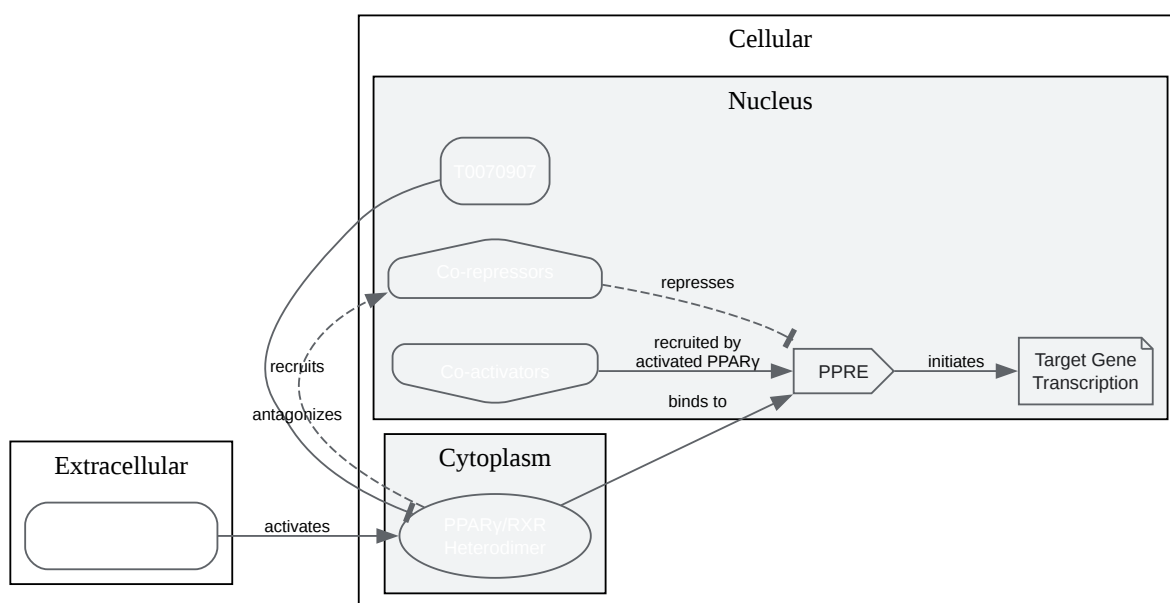 Cellular
Nucleus
T0070907
Co-repressors
represses
recruits
recruited by
activated PPARγ
Co-activators
PPRE
initiates
Target Gene
Transcription
antagonizes
binds to
Extracellular
Cytoplasm
activates
PPARγ/RXR
Heterodimer